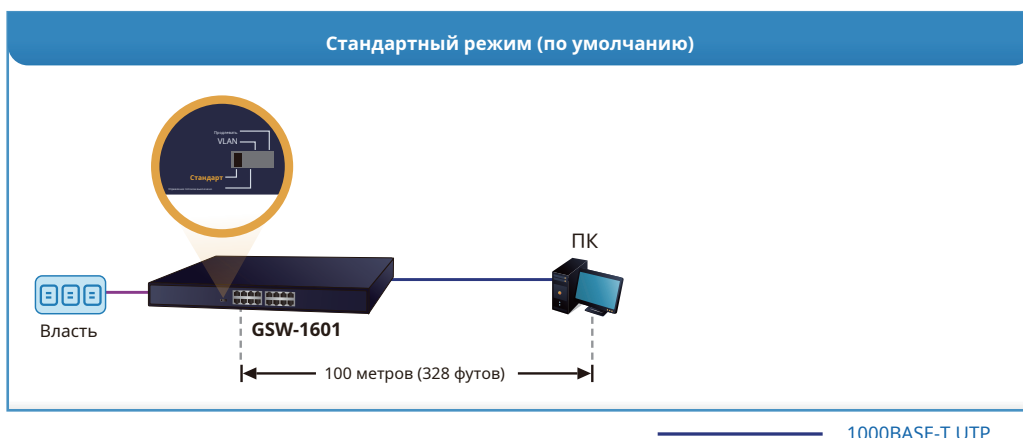 Стандартный режим (по умолчанию)
Продлевать
VLAN
Стандарт
ПК
Власть
GSW-1601
100 метров (328 футов)
1000BASE-T UTP